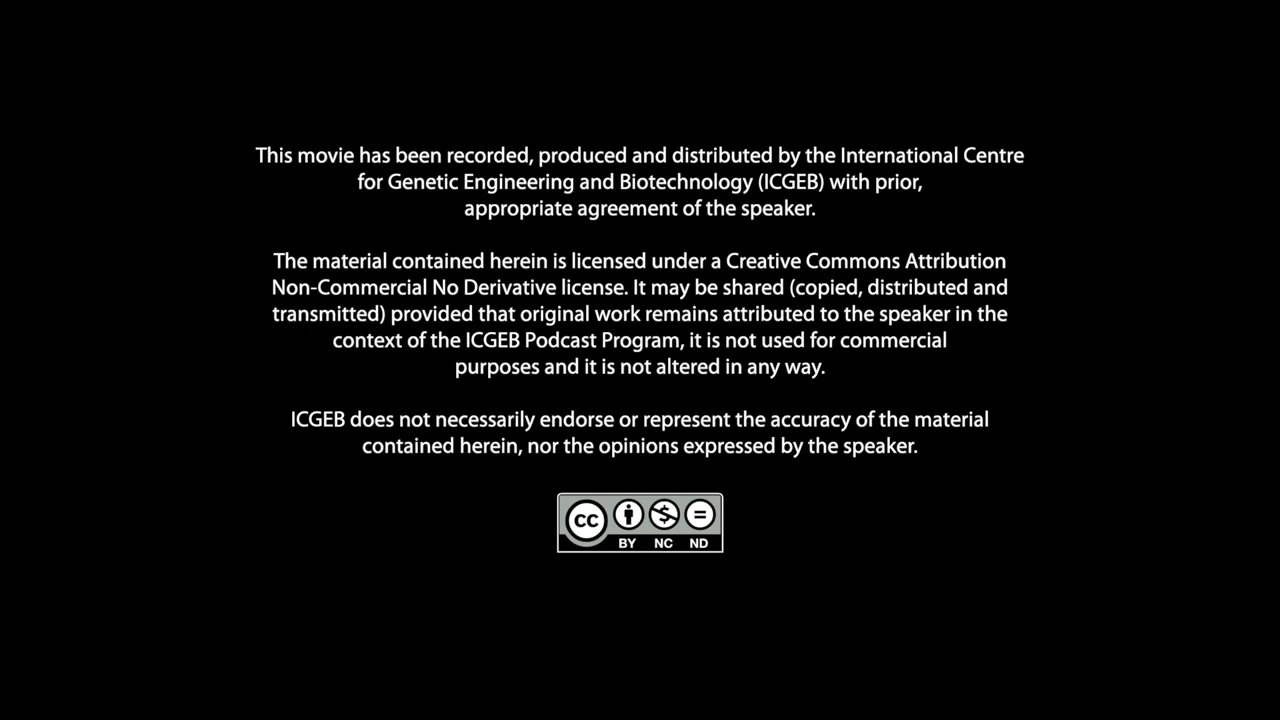 This movie has been recorded, produced and distributed by the International Centre
for Genetic Engineering and Biotechnology (ICGEB) with prior,
appropriate agreement of the speaker.
The material contained herein is licensed under a Creative Commons Attribution
Non-Commercial No Derivative license. It may be shared (copied, distributed and
transmitted) provided that original work remains attributed to the speaker in the
context of the ICGEB Podcast Program, it is not used for commercial
purposes and it is not altered in any way.
ICGEB does not necessarily endorse or represent the accuracy of the material
contained herein, nor the opinions expressed by the speaker.
CC $ =
BY NC ND